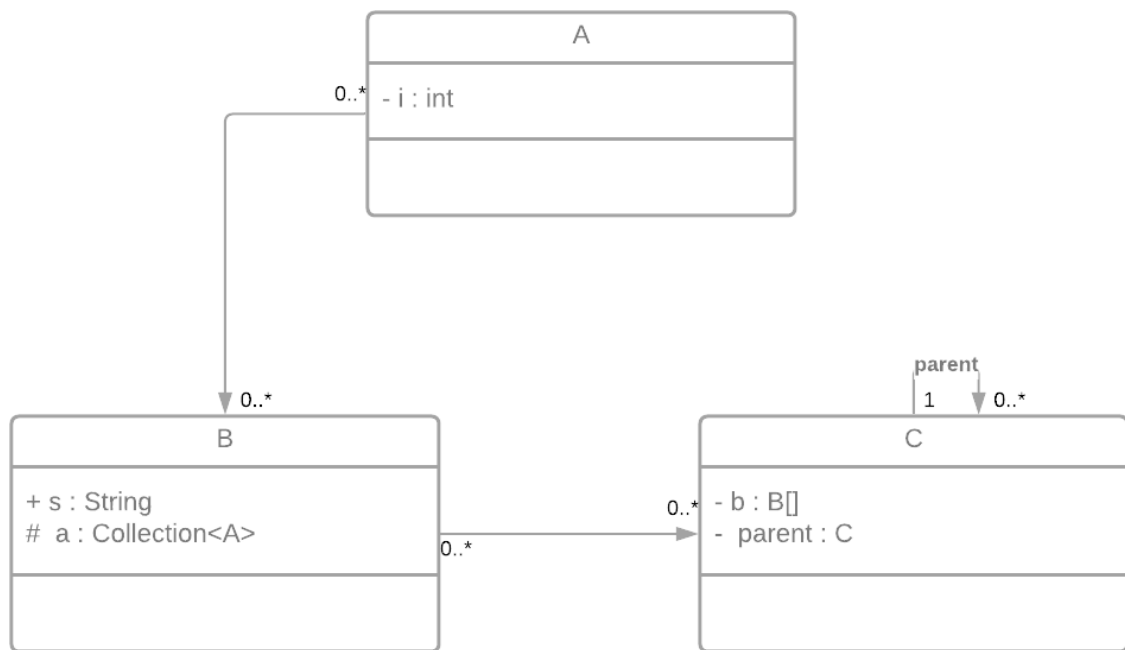 A
0..*
- i : int
parent
0..*
1
0..*
B
C
+ s : String
# a : Collection<A>
0..*
0..*
- b : B[]
- parent : C